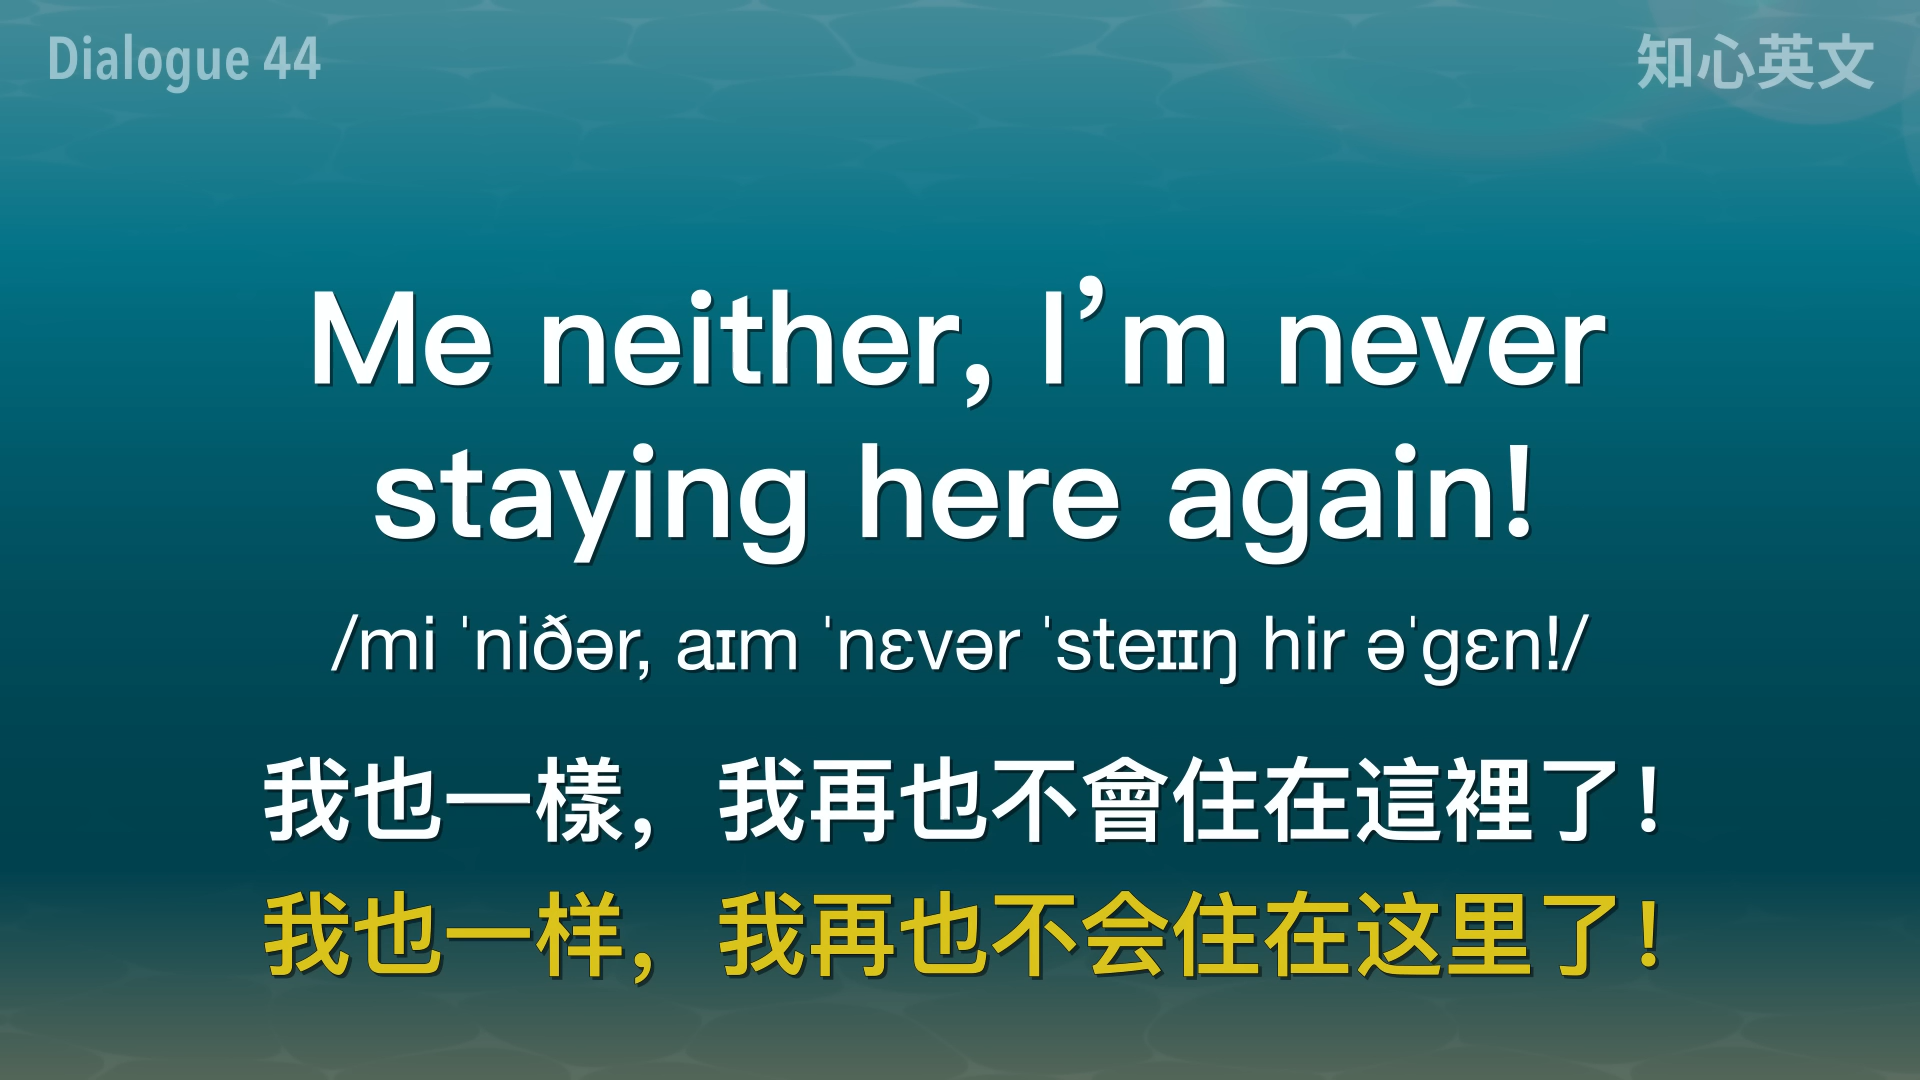 Dialogue 44
知心英文
Me neither, I’m never
staying here again!
/mi ˈniðər, aɪm ˈnɛvər ˈsteɪɪŋ hir əˈgɛn!/
我也一樣，我再也不會住在這裡了！
我也一样，我再也不会住在这里了！